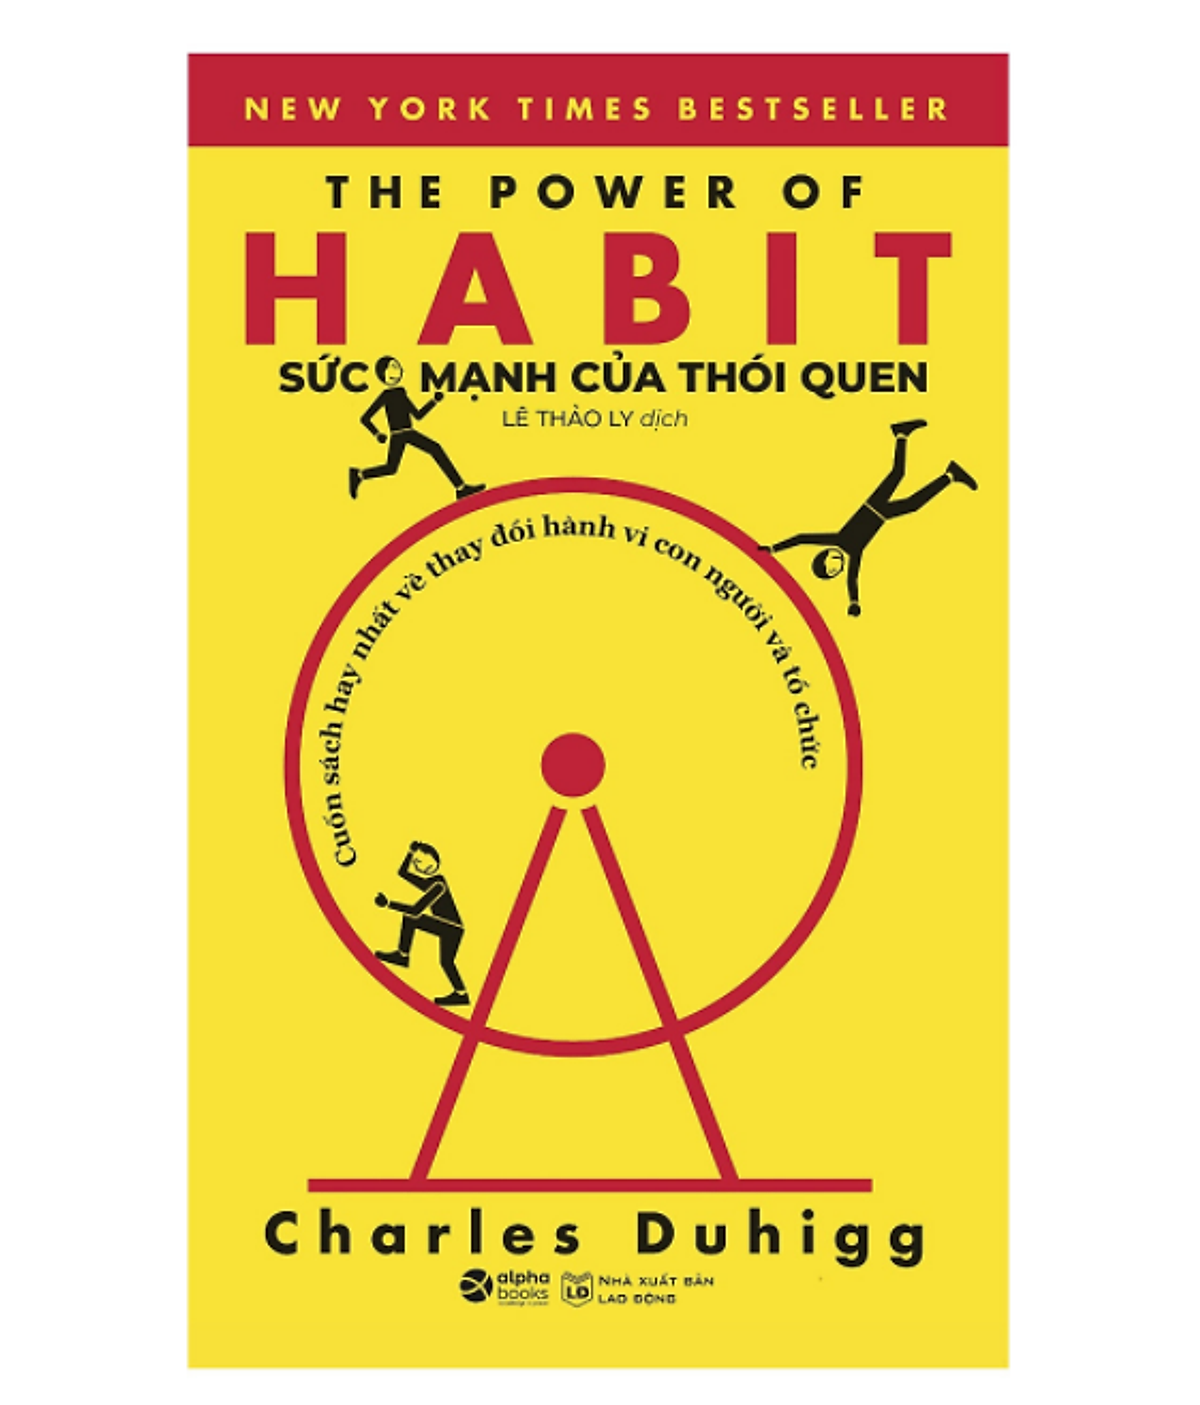 NEW YORK TIMES BESTSELLER
THE POWER OF
HABIT
SỨC MẠNH CỦA THÓI QUEN
LÊ THẢO LY dịch
Cuốn sách hay nhất về thay đổi hành vi con người và tổ chức
Charles Duhigg
alpha
books
LĐ
NHÀ XUẤT BẢN
LAO ĐỘNG